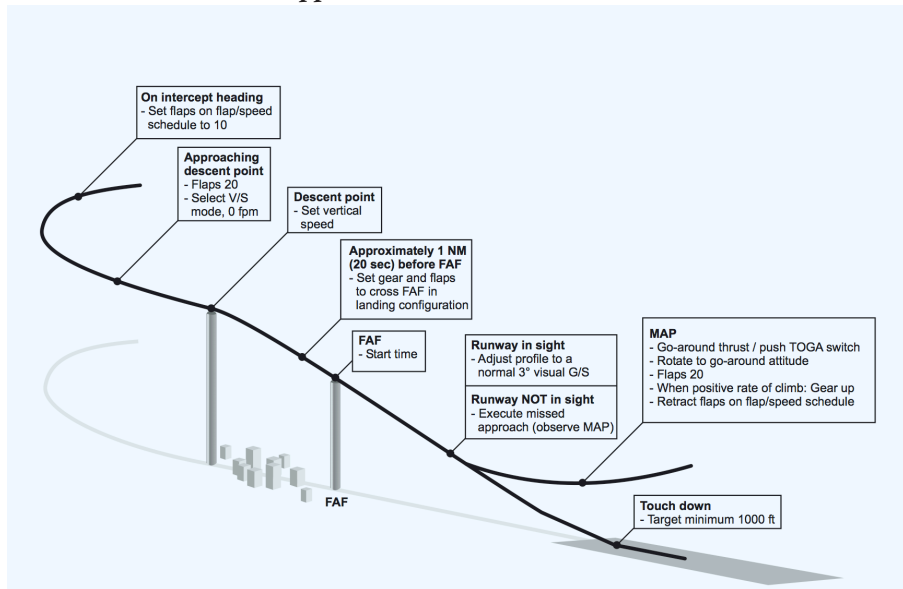 On intercept heading
- Set flaps on flap/speed
schedule to 10
Approaching
descent point
- Flaps 20
- Select V/S
mode, 0 fpm
Descent point
- Set vertical
speed
Approximately 1 NM
(20 sec) before FAF
- Set gear and flaps
to cross FAF in
landing configuration
FAF
- Start time
Runway in sight
- Adjust profile to a
normal 3° visual G/S
Runway NOT in sight
- Execute missed
approach (observe MAP)
MAP
- Go-around thrust / push TOGA switch
- Rotate to go-around attitude
- Flaps 20
- When positive rate of climb: Gear up
- Retract flaps on flap/speed schedule
FAF
Touch down
- Target minimum 1000 ft